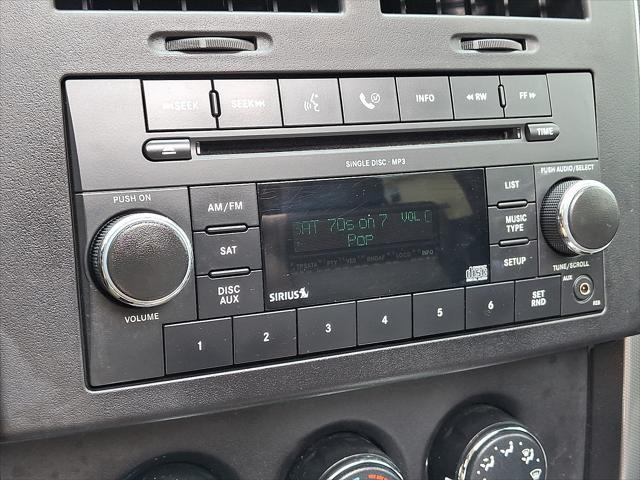 SEEK SEEK INFO RW FF
TIME
SINGLE DISC · MP3
PUSH ON
PUSH AUDIO/SELECT
AM/FM
SAT
DISC AUX
SAT 70s on 7 VOL
Pop
LIST
MUSIC TYPE
SETUP
SIRIUS
VOLUME
TUNE/SCROLL
AUX
1 2 3 4 5 6 SET RND